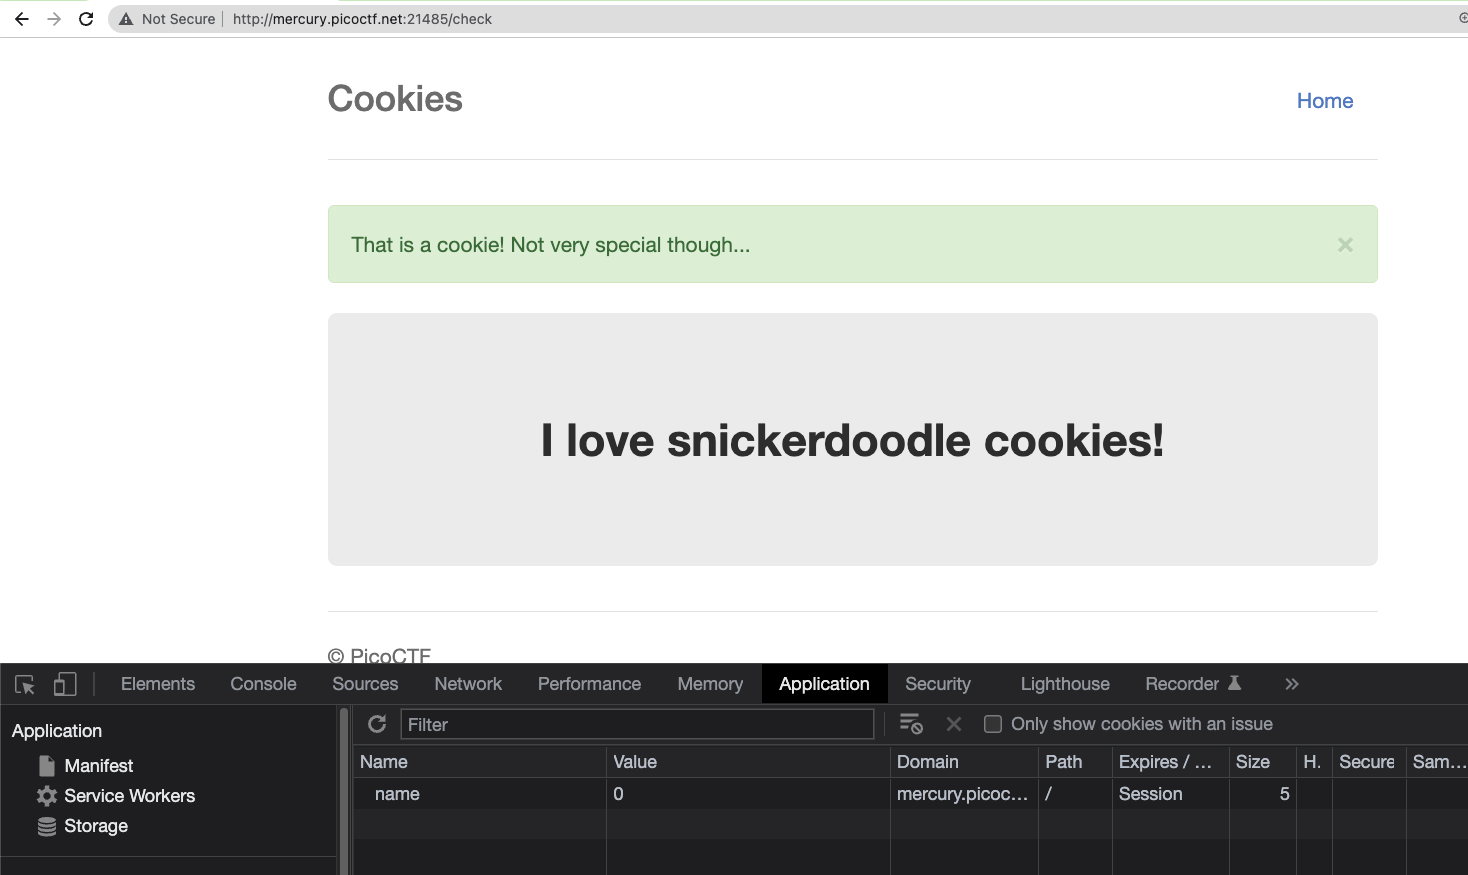 Not Secure | http://mercury.picoctf.net:21485/check
Cookies
Home
That is a cookie! Not very special though...
×
I love snickerdoodle cookies!
© PicoCTF
Elements Console Sources Network Performance Memory Application Security Lighthouse Recorder »
Application
Filter
Only show cookies with an issue
Manifest
Service Workers
Storage
Name Value Domain Path Expires / ... Size H. Secure Sam...
name 0 mercury.picoc... / Session 5